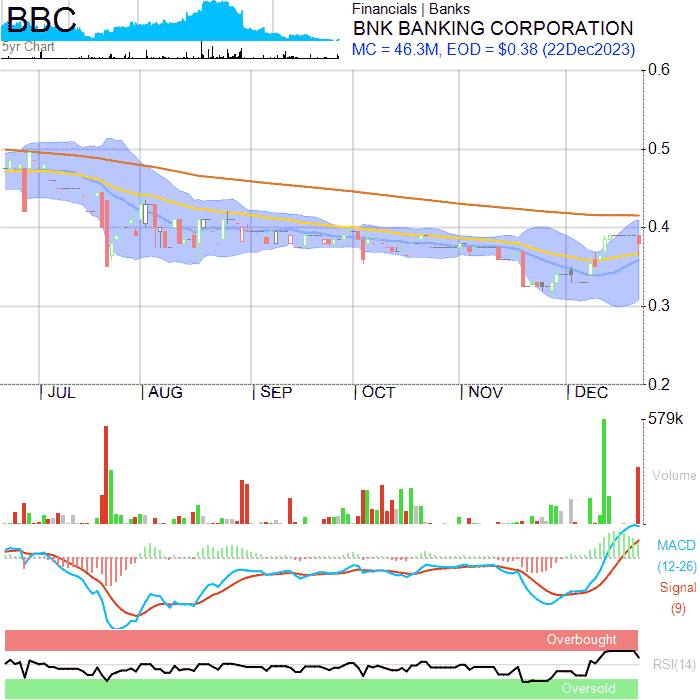 BBC
5yr Chart
Financials | Banks
BNK BANKING CORPORATION
MC = 46.3M, EOD = $0.38 (22Dec2023)
0.6
0.5
0.4
0.3
0.2
JUL
AUG
SEP
OCT
NOV
DEC
579k
Volume
MACD
(12-26)
Signal
(9)
Overbought
RSI(14)
Oversold